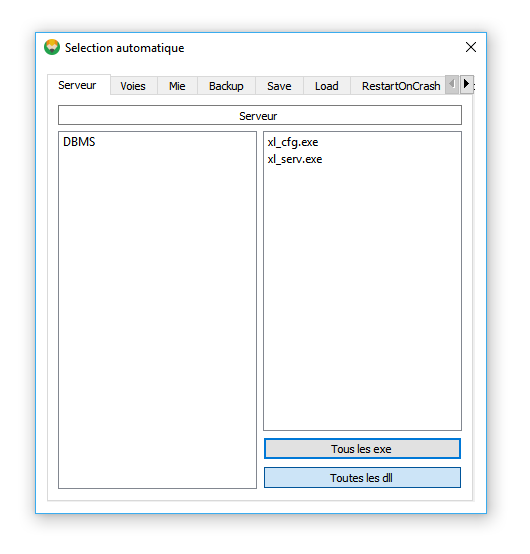 Selection automatique
Serveur Voies Mie Backup Save Load RestartOnCrash
Serveur
DBMS
xl_cfg.exe
xl_serv.exe
Tous les exe
Toutes les dll